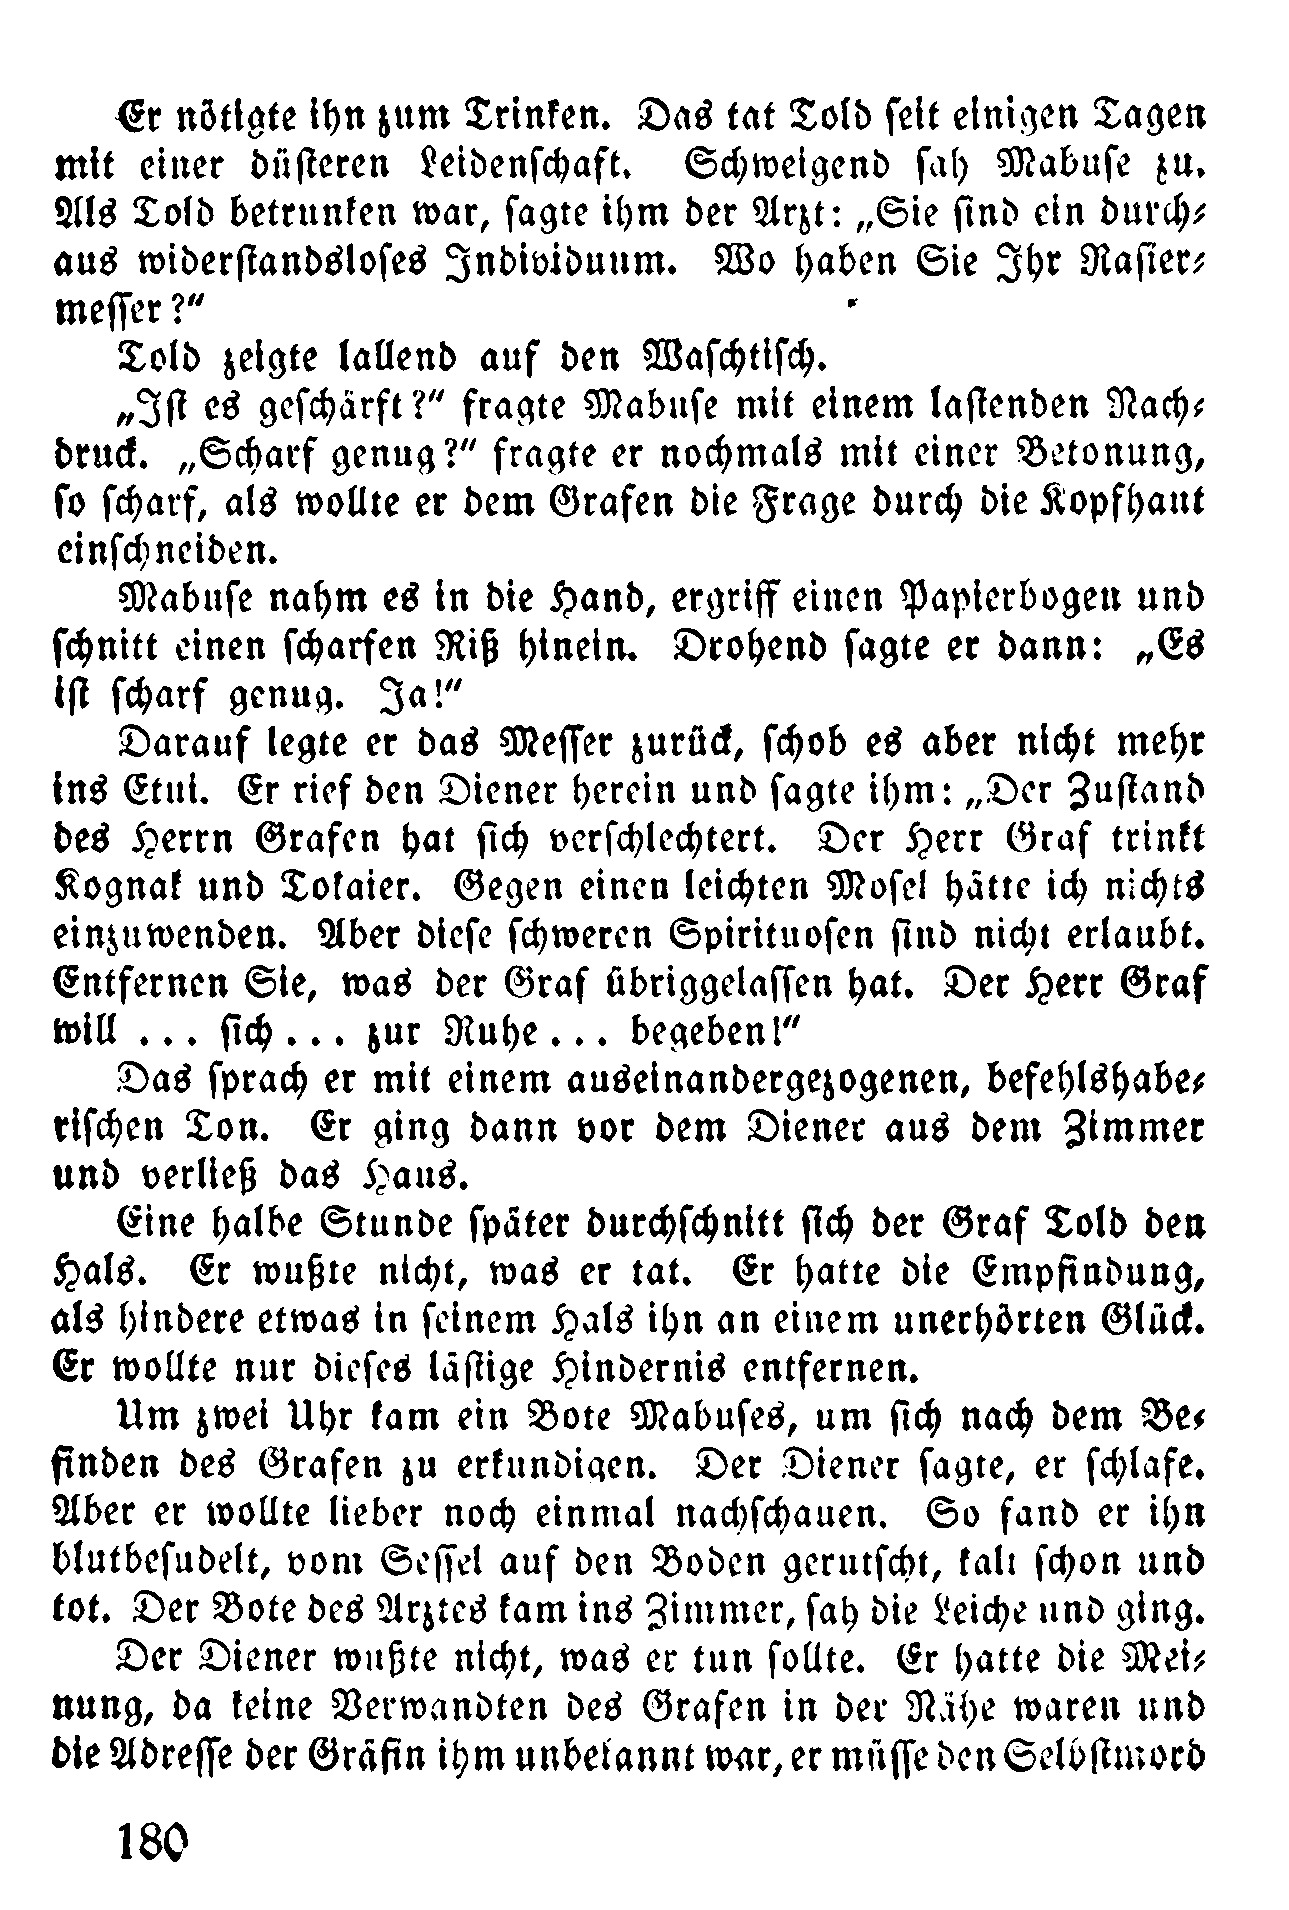 Er nötigte ihn zum Trinken. Das tat Told seit einigen Tagen
mit einer düsteren Leidenschaft. Schweigend sah Mabuse zu.
Als Told betrunken war, sagte ihm der Arzt: „Sie sind ein durch-
aus widerstandsloses Individuum. Wo haben Sie Ihr Rasier-
messer?“
Told zeigte lallend auf den Waschtisch.
„Ist es geschärft?“ fragte Mabuse mit einem lastenden Nach-
druck. „Scharf genug?“ fragte er nochmals mit einer Betonung,
so scharf, als wollte er dem Grafen die Frage durch die Kopfhaut
einschneiden.
Mabuse nahm es in die Hand, ergriff einen Papierbogen und
schnitt einen scharfen Riß hinein. Drohend sagte er dann: „Es
ist scharf genug. Ja!“
Darauf legte er das Messer zurück, schob es aber nicht mehr
ins Etui. Er rief den Diener herein und sagte ihm: „Der Zustand
des Herrn Grafen hat sich verschlechtert. Der Herr Graf trinkt
Kognak und Tokaier. Gegen einen leichten Mosel hätte ich nichts
einzuwenden. Aber diese schweren Spirituosen sind nicht erlaubt.
Entfernen Sie, was der Graf übriggelassen hat. Der Herr Graf
will ... sich ... zur Ruhe ... begeben!“
Das sprach er mit einem auseinandergezogenen, befehlshabe-
rischen Ton. Er ging dann vor dem Diener aus dem Zimmer
und verließ das Haus.
Eine halbe Stunde später durchschnitt sich der Graf Told den
Hals. Er wußte nicht, was er tat. Er hatte die Empfindung,
als hindere etwas in seinem Hals ihn an einem unerhörten Glück.
Er wollte nur dieses lästige Hindernis entfernen.
Um zwei Uhr kam ein Bote Mabuses, um sich nach dem Be-
finden des Grafen zu erkundigen. Der Diener sagte, er schlafe.
Aber er wollte lieber noch einmal nachschauen. So fand er ihn
blutbesudelt, vom Sessel auf den Boden gerutscht, kalt schon und
tot. Der Bote des Arztes kam ins Zimmer, sah die Leiche und ging.
Der Diener wußte nicht, was er tun sollte. Er hatte die Mei-
nung, da keine Verwandten des Grafen in der Nähe waren und
die Adresse der Gräfin ihm unbekannt war, er müsse den Selbstmord
180